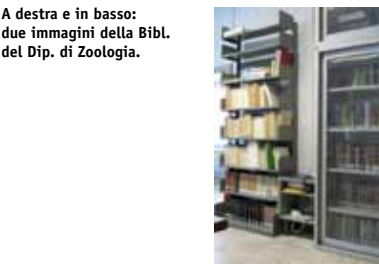 A destra e in basso:
due immagini della Bibl.
del Dip. di Zoologia.